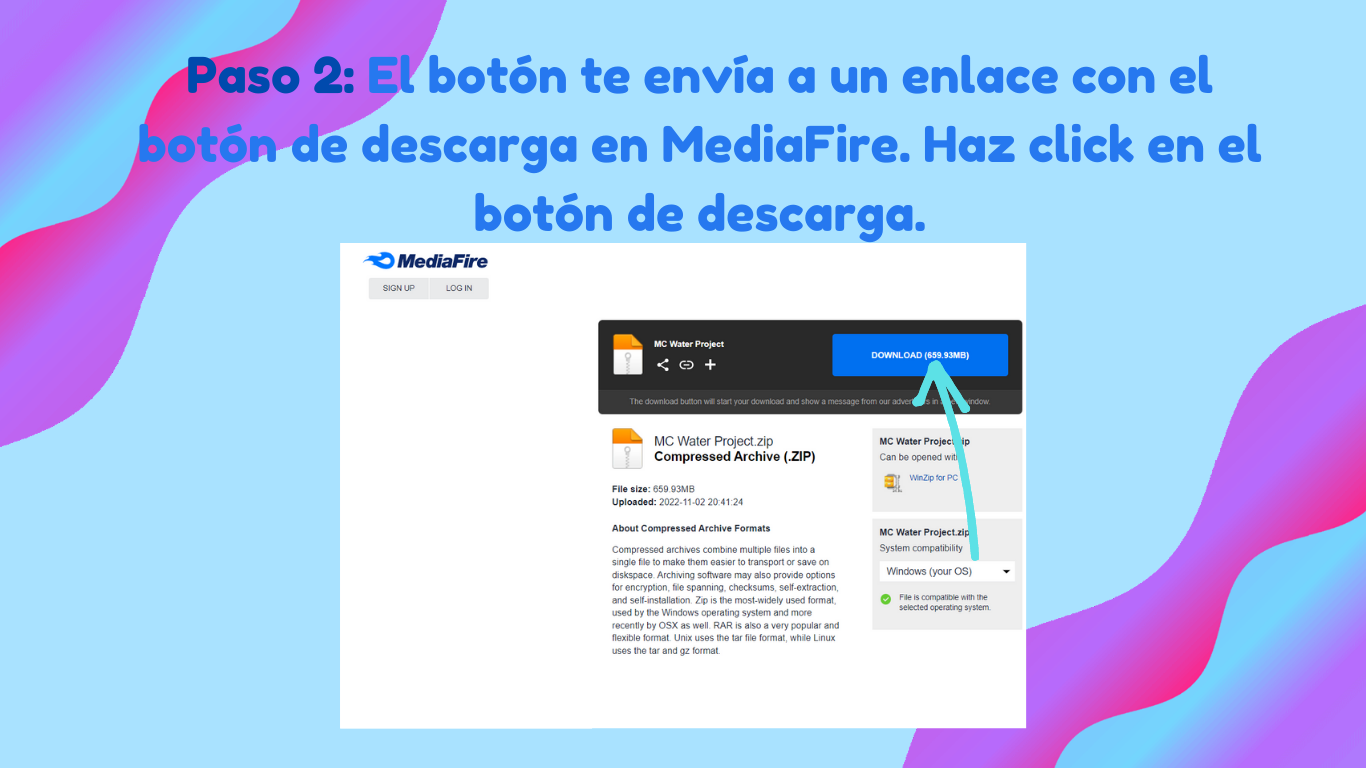 Paso 2: El botón te envía a un enlace con el
botón de descarga en MediaFire. Haz click en el
botón de descarga.
MediaFire
SIGN UP LOG IN
MC Water Project
DOWNLOAD (659.93MB)
The download button will start your download and show a message from our in window.
MC Water Project.zip
Compressed Archive (.ZIP)
File size: 659.93MB
Uploaded: 2022-11-02 20:41:24
About Compressed Archive Formats
Compressed archives combine multiple files into a
single file to make them easier to transport or save on
diskspace. Archiving software may also provide options
for encryption, file spanning, checksums, self-extraction,
and self-installation. Zip is the most-widely used format,
used by the Windows operating system and more
recently by OSX as well. RAR is also a very popular and
flexible format. Unix uses the tar file format, while Linux
uses the tar and gz format.
MC Water Project.zip
Can be opened with
WinZip for PC
MC Water Project.zip
System compatibility
Windows (your OS)
File is compatible with the
selected operating system.